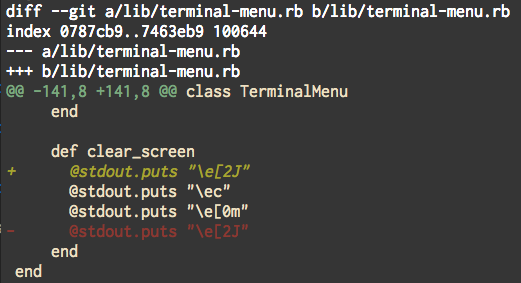 diff --git a/lib/terminal-menu.rb b/lib/terminal-menu.rb
index 0787cb9..7463eb9 100644
--- a/lib/terminal-menu.rb
+++ b/lib/terminal-menu.rb
@@ -141,8 +141,8 @@ class TerminalMenu
     end

     def clear_screen
+      @stdout.puts "\e[2J"
       @stdout.puts "\ec"
       @stdout.puts "\e[0m"
-      @stdout.puts "\e[2J"
     end
 end